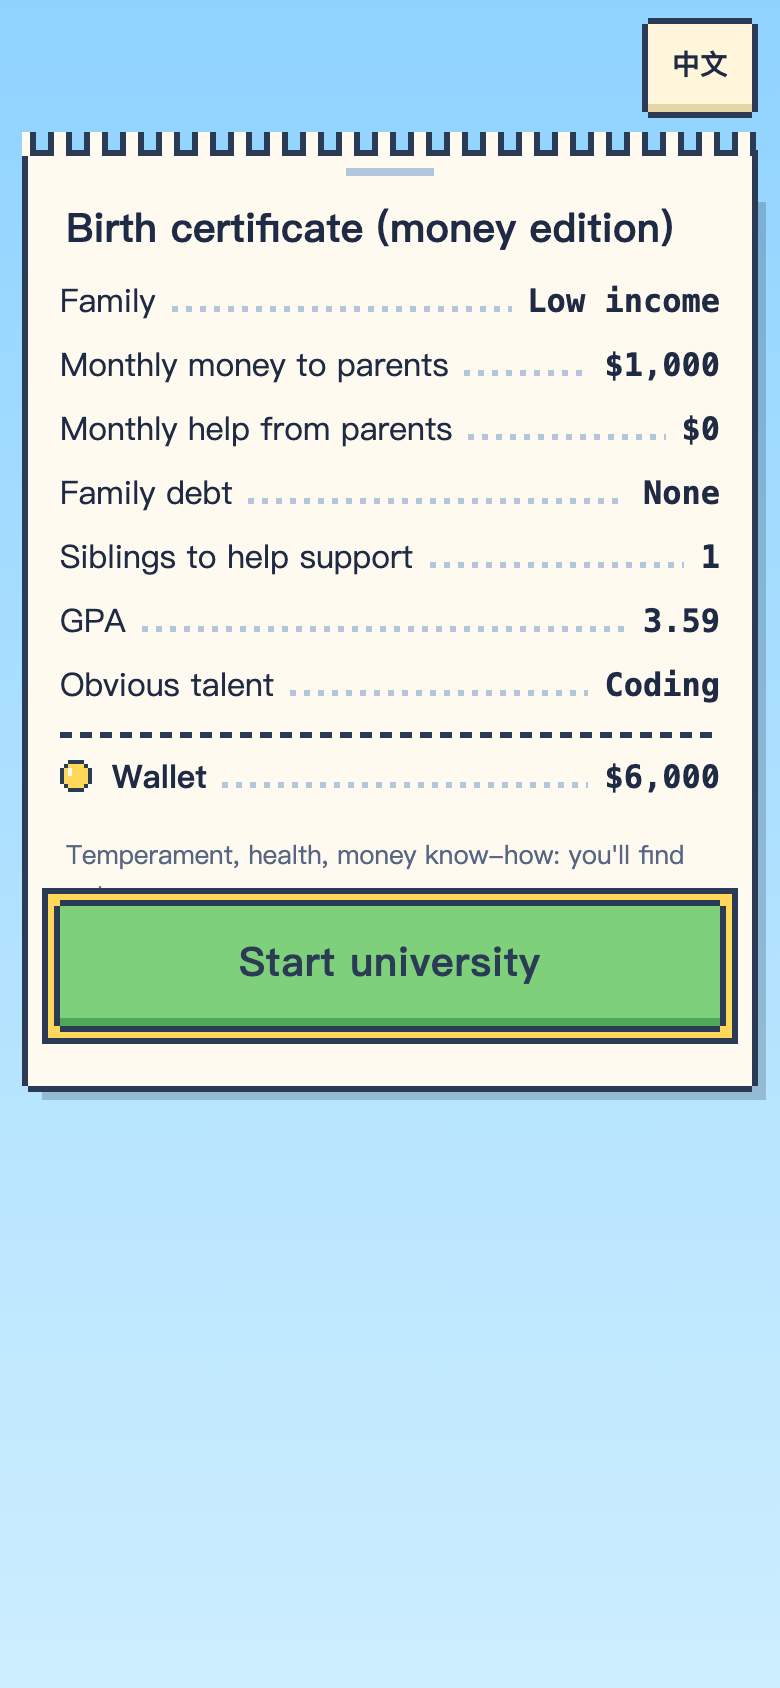 中文
Birth certificate (money edition)
Family Low income
Monthly money to parents $1,000
Monthly help from parents $0
Family debt None
Siblings to help support 1
GPA 3.59
Obvious talent Coding
Wallet $6,000
Temperament, health, money know-how: you'll find
Start university